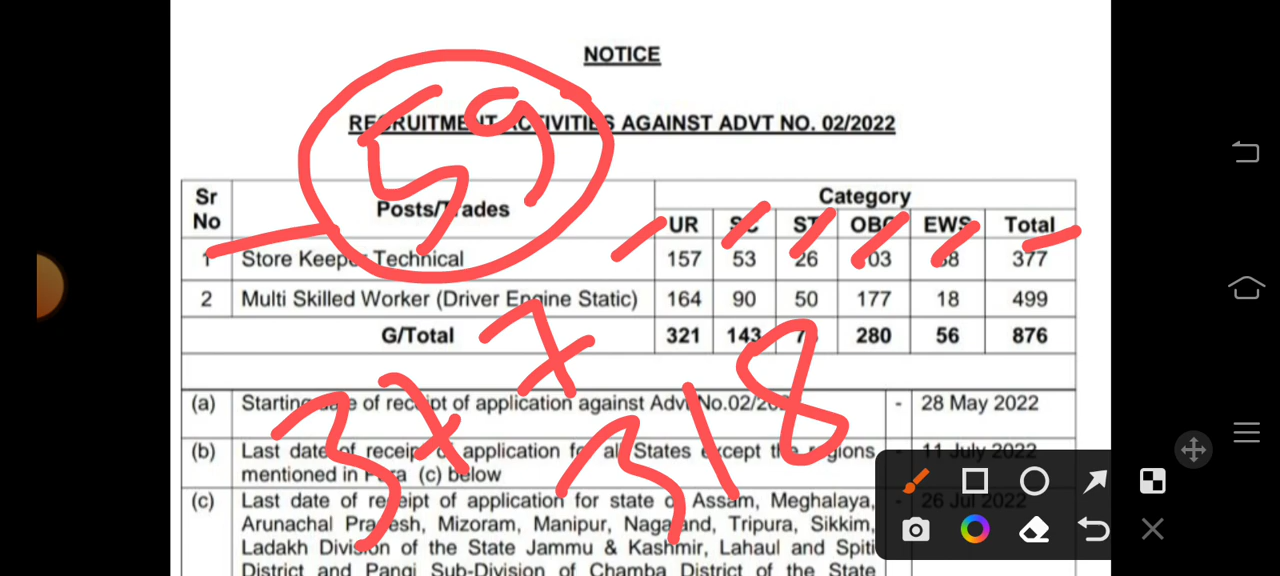 NOTICE
RECRUITMENT ACTIVITIES AGAINST ADVT NO. 02/2022
Sr No Posts/Trades Category
UR SC ST OBC EWS Total
1 Store Keeper Technical 157 53 26 103 38 377
2 Multi Skilled Worker (Driver Engine Static) 164 90 50 177 18 499
G/Total 321 143 76 280 56 876
(a) Starting date of receipt of application against Advt No.02/2022 - 28 May 2022
(b) Last date of receipt of application for all States except the regions - 11 July 2022
mentioned in Para (c) below
(c) Last date of receipt of application for state of Assam, Meghalaya, 26 Jul 2022
Arunachal Pradesh, Mizoram, Manipur, Nagaland, Tripura, Sikkim,
Ladakh Division of the State Jammu & Kashmir, Lahaul and Spiti
District and Pangi Sub-Division of Chamba District of the State
59
377
318